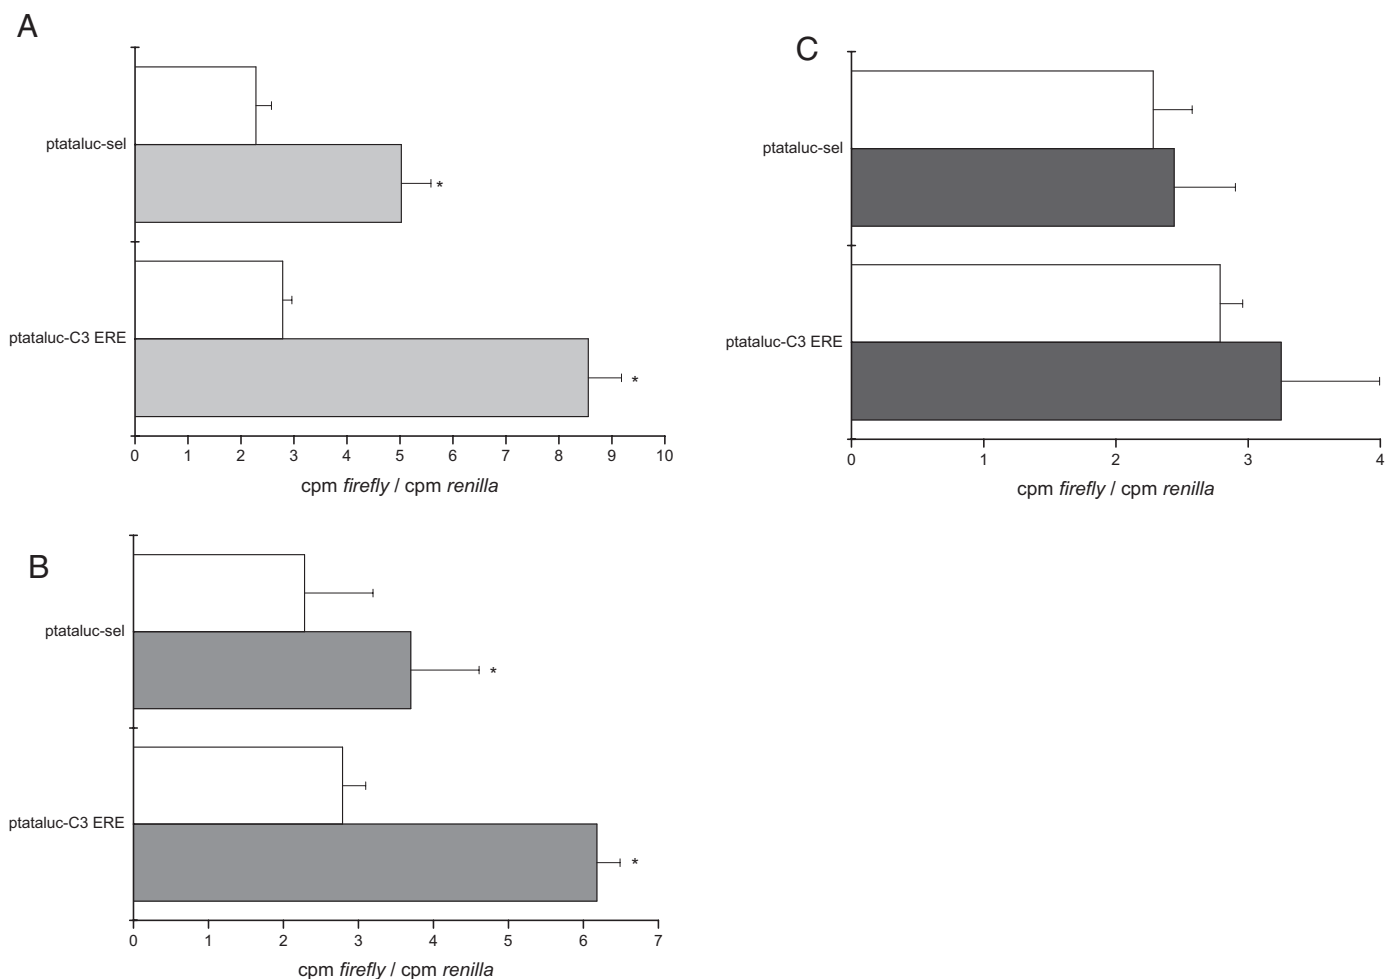 A
ptataluc-sel
*
ptataluc-C3 ERE
*
0 1 2 3 4 5 6 7 8 9 10
cpm firefly / cpm renilla
B
ptataluc-sel
*
ptataluc-C3 ERE
*
0 1 2 3 4 5 6 7
cpm firefly / cpm renilla
C
ptataluc-sel
ptataluc-C3 ERE
0 1 2 3 4
cpm firefly / cpm renilla